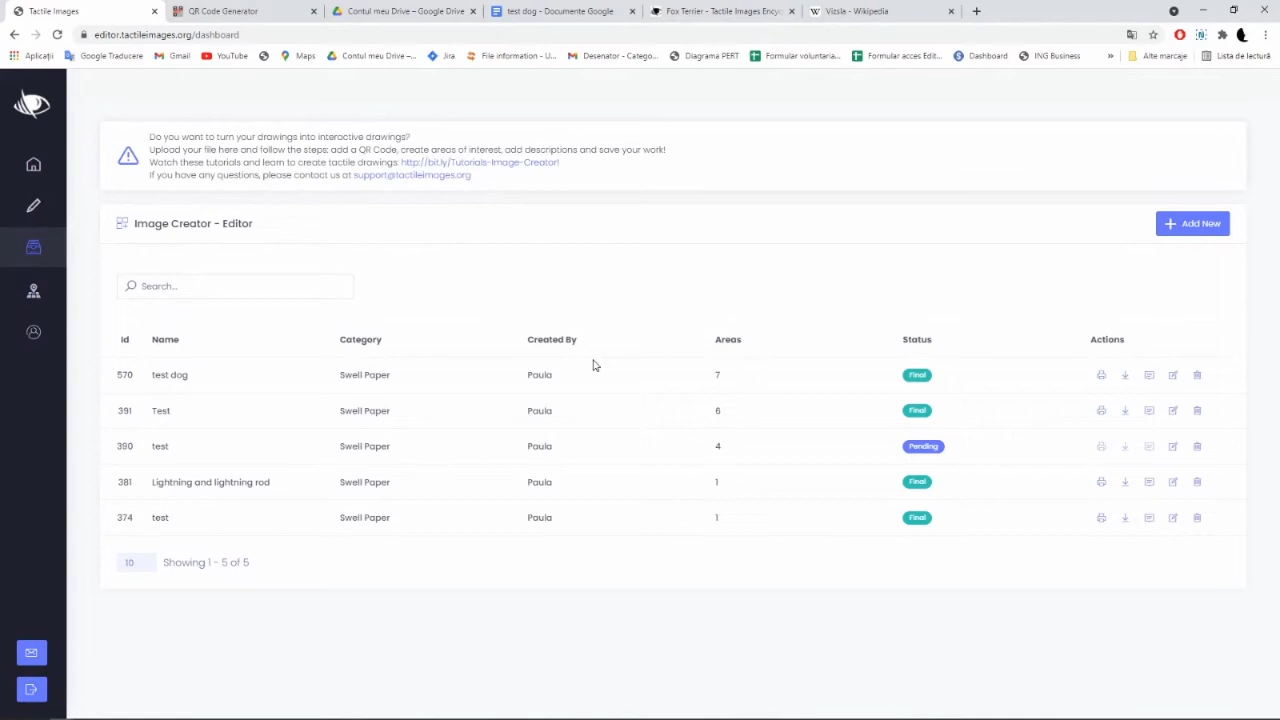 Tactile Images
QR Code Generator
Contul meu Drive – Google Drive
test dog - Documente Google
Fox Terrier - Tactile Images Ency
Vizsla - Wikipedia
editor.tactileimages.org/dashboard
Aplicații
Google Traducere
Gmail
YouTube
Maps
Contul meu Drive –...
Jira
File information - U...
Desenator - Catego...
Diagrama PERT
Formular voluntaria...
Formular acces Edit...
Dashboard
ING Business
»
Alte marcaje
Lista de lectură
Do you want to turn your drawings into interactive drawings?
Upload your file here and follow the steps: add a QR Code, create areas of interest, add descriptions and save your work!
Watch these tutorials and learn to create tactile drawings: http://bit.ly/Tutorials-Image-Creator!
If you have any questions, please contact us at support@tactileimages.org
Image Creator - Editor
Add New
Search...
Id Name Category Created By Areas Status Actions
570 test dog Swell Paper Paula 7 Final
391 Test Swell Paper Paula 6 Final
390 test Swell Paper Paula 4 Pending
381 Lightning and lightning rod Swell Paper Paula 1 Final
374 test Swell Paper Paula 1 Final
10 Showing 1 - 5 of 5